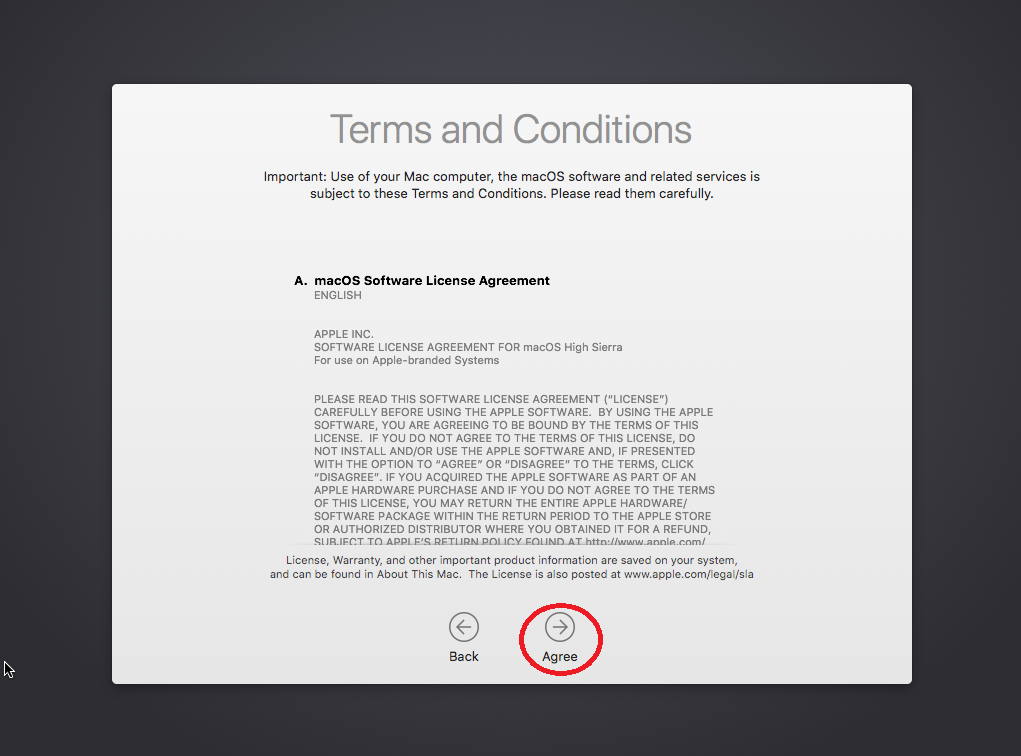 Terms and Conditions
Important: Use of your Mac computer, the macOS software and related services is
subject to these Terms and Conditions. Please read them carefully.
A. macOS Software License Agreement
ENGLISH
APPLE INC.
SOFTWARE LICENSE AGREEMENT FOR macOS High Sierra
For use on Apple-branded Systems
PLEASE READ THIS SOFTWARE LICENSE AGREEMENT (“LICENSE”)
CAREFULLY BEFORE USING THE APPLE SOFTWARE.  BY USING THE APPLE
SOFTWARE, YOU ARE AGREEING TO BE BOUND BY THE TERMS OF THIS
LICENSE.  IF YOU DO NOT AGREE TO THE TERMS OF THIS LICENSE, DO
NOT INSTALL AND/OR USE THE APPLE SOFTWARE AND, IF PRESENTED
WITH THE OPTION TO “AGREE” OR “DISAGREE” TO THE TERMS, CLICK
“DISAGREE”. IF YOU ACQUIRED THE APPLE SOFTWARE AS PART OF AN
APPLE HARDWARE PURCHASE AND IF YOU DO NOT AGREE TO THE TERMS
OF THIS LICENSE, YOU MAY RETURN THE ENTIRE APPLE HARDWARE/
SOFTWARE PACKAGE WITHIN THE RETURN PERIOD TO THE APPLE STORE
OR AUTHORIZED DISTRIBUTOR WHERE YOU OBTAINED IT FOR A REFUND,
SUBJECT TO APPLE’S RETURN POLICY FOUND AT http://www.apple.com/
License, Warranty, and other important product information are saved on your system,
and can be found in About This Mac.  The License is also posted at www.apple.com/legal/sla
Back
Agree